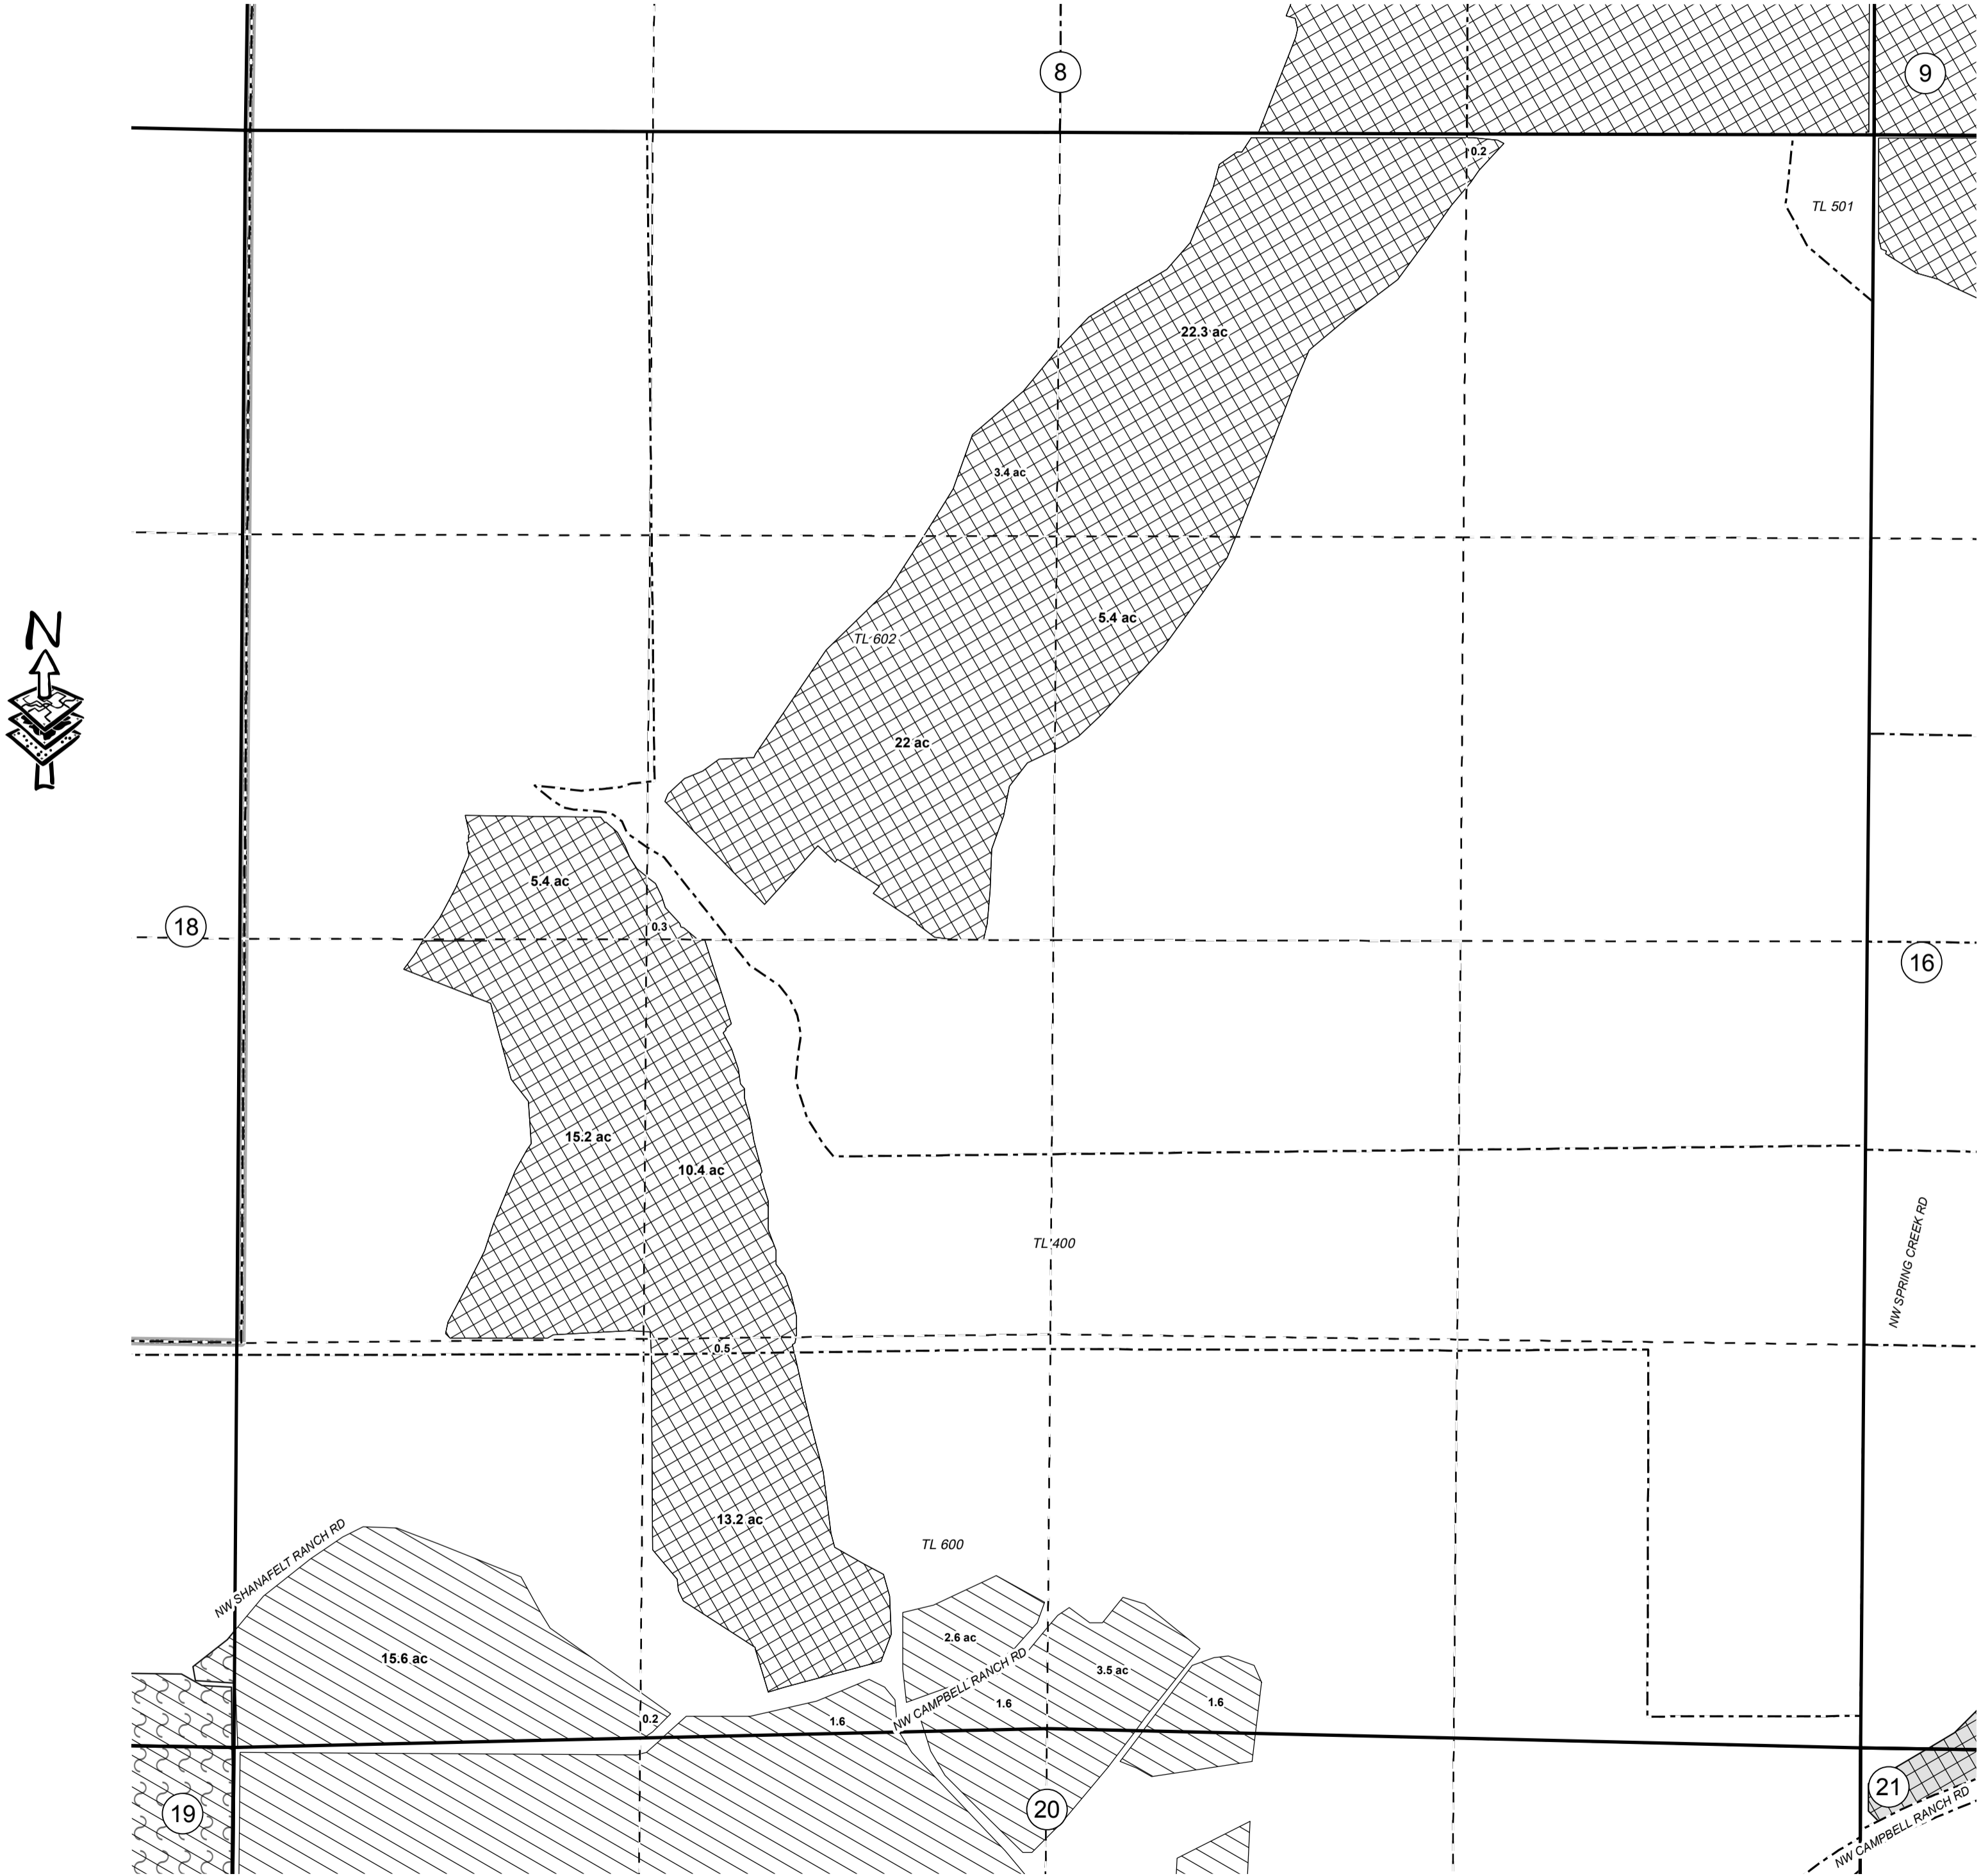 8
9
0.2
TL 501
22.3 ac
3.4 ac
N
5.4 ac
TL 602
22 ac
5.4 ac
18
0.3
16
15.2 ac
10.4 ac
TL 400
NW SPRING CREEK RD
0.5
13.2 ac
TL 600
NW SHANAFELT RANCH RD
2.6 ac
15.6 ac
3.5 ac
NW CAMPBELL RANCH RD
1.6
1.6
0.2
1.6
21
19
20
NW CAMPBELL RANCH RD